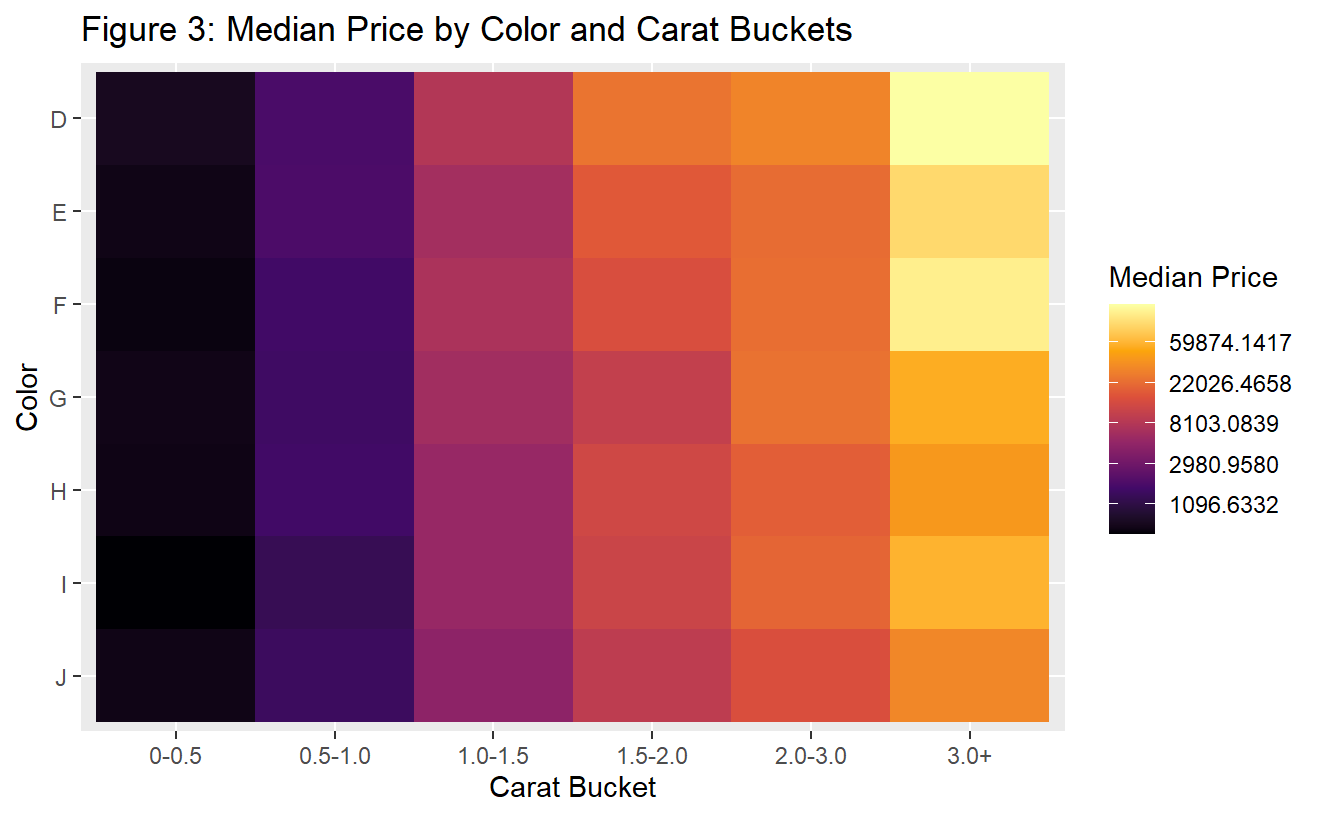 Figure 3: Median Price by Color and Carat Buckets
D
E
F
G
H
I
J
Color
0-0.5
0.5-1.0
1.0-1.5
1.5-2.0
2.0-3.0
3.0+
Carat Bucket
Median Price
59874.1417
22026.4658
8103.0839
2980.9580
1096.6332